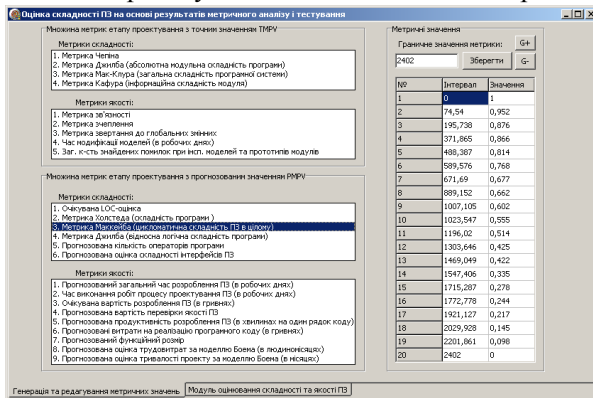 Оцінка складності ПЗ на основі результатів метричного аналізу і тестування
Множина метрик етапу проектування з точним значенням TMPV
Метрики складності:
1. Метрика Чепіна
2. Метрика Джилба (абсолютна модульна складність програми)
3. Метрика Мак-Клура (загальна складність програмної системи)
4. Метрика Кафура (інформаційна складність модуля)
Метрики якості:
1. Метрика зв'язності
2. Метрика зчеплення
3. Метрика звертання до глобальних змінних
4. Час модифікації моделей (в робочих днях)
5. Заг. к-сть знайдених помилок при інсп. моделей та прототипів модулів
Множина метрик етапу проектування з прогнозованим значенням PMPV
Метрики складності:
1. Очікувана LOC-оцінка
2. Метрика Холстеда (складність програми )
3. Метрика Маккейба (цикломатична складність ПЗ в цілому)
4. Метрика Джилба (відносна логічна складність програми)
5. Прогнозована кількість операторів програми
6. Прогнозована оцінка складності інтерфейсів ПЗ
Метрики якості:
1. Прогнозований загальний час розроблення ПЗ (в робочих днях)
2. Час виконання робіт процесу проектування ПЗ (в робочих днях)
3. Очікувана вартість розроблення ПЗ (в гривнях)
4. Прогнозована вартість перевірки якості ПЗ
5. Прогнозована продуктивність розроблення ПЗ (в хвилинах на один рядок коду)
6. Прогнозовані витрати на реалізацію програмного коду (в гривнях)
7. Прогнозований функційний розмір
8. Прогнозована оцінка трудовитрат за моделлю Боема (в людиномісяцях)
9. Прогнозована оцінка тривалості проекту за моделлю Боема (в місяцях)
Метричні значення
Граничне значення метрики:
G+
2402
Зберегти
G-
№ Інтервал Значення
1 0 1
2 74,54 0,952
3 195,738 0,876
4 371,865 0,866
5 488,387 0,814
6 589,576 0,768
7 671,69 0,677
8 889,152 0,662
9 1007,105 0,602
10 1023,547 0,555
11 1196,02 0,514
12 1303,646 0,425
13 1469,049 0,422
14 1547,406 0,335
15 1715,287 0,278
16 1772,778 0,244
17 1921,127 0,217
18 2029,928 0,145
19 2201,861 0,098
20 2402 0
Генерація та редагування метричних значень
Модуль оцінювання складності та якості ПЗ